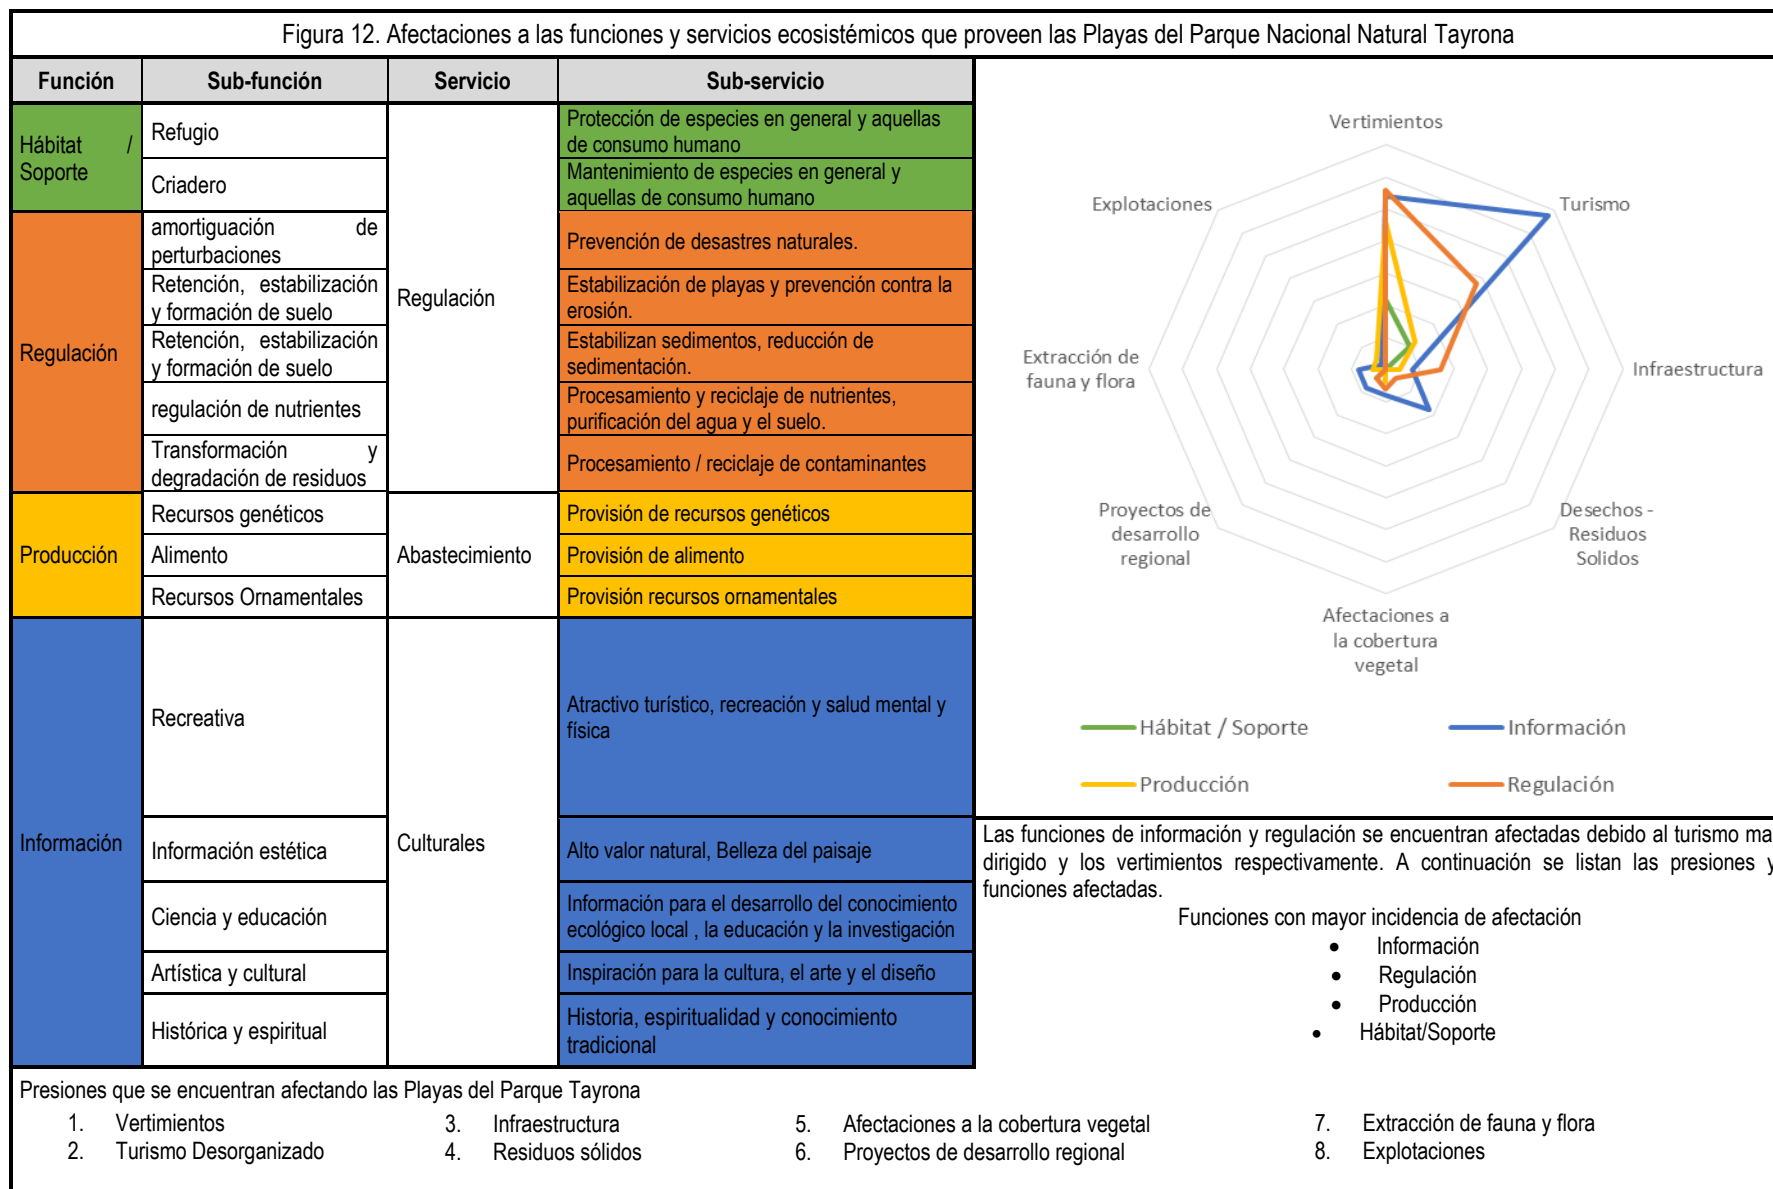 Figura 12. Afectaciones a las funciones y servicios ecosistémicos que proveen las Playas del Parque Nacional Natural Tayrona
Función
Sub-función
Servicio
Sub-servicio
Hábitat /
Soporte
Refugio
Regulación
Protección de especies en general y aquellas
de consumo humano
Criadero
Mantenimiento de especies en general y
aquellas de consumo humano
Regulación
amortiguación de
perturbaciones
Prevención de desastres naturales.
Retención, estabilización
y formación de suelo
Estabilización de playas y prevención contra la
erosión.
Retención, estabilización
y formación de suelo
Estabilizan sedimentos, reducción de
sedimentación.
regulación de nutrientes
Procesamiento y reciclaje de nutrientes,
purificación del agua y el suelo.
Transformación y
degradación de residuos
Procesamiento / reciclaje de contaminantes
Producción
Recursos genéticos
Abastecimiento
Provisión de recursos genéticos
Alimento
Provisión de alimento
Recursos Ornamentales
Provisión recursos ornamentales
Información
Recreativa
Culturales
Atractivo turístico, recreación y salud mental y
física
Información estética
Alto valor natural, Belleza del paisaje
Ciencia y educación
Información para el desarrollo del conocimiento
ecológico local , la educación y la investigación
Artística y cultural
Inspiración para la cultura, el arte y el diseño
Histórica y espiritual
Historia, espiritualidad y conocimiento
tradicional
Vertimientos
Turismo
Infraestructura
Desechos -
Residuos
Solidos
Afectaciones a
la cobertura
vegetal
Proyectos de
desarrollo
regional
Extracción de
fauna y flora
Explotaciones
Hábitat / Soporte
Información
Producción
Regulación
Las funciones de información y regulación se encuentran afectadas debido al turismo ma
dirigido y los vertimientos respectivamente. A continuación se listan las presiones y
funciones afectadas.
Funciones con mayor incidencia de afectación
• Información
• Regulación
• Producción
• Hábitat/Soporte
Presiones que se encuentran afectando las Playas del Parque Tayrona
1. Vertimientos
2. Turismo Desorganizado
3. Infraestructura
4. Residuos sólidos
5. Afectaciones a la cobertura vegetal
6. Proyectos de desarrollo regional
7. Extracción de fauna y flora
8. Explotaciones